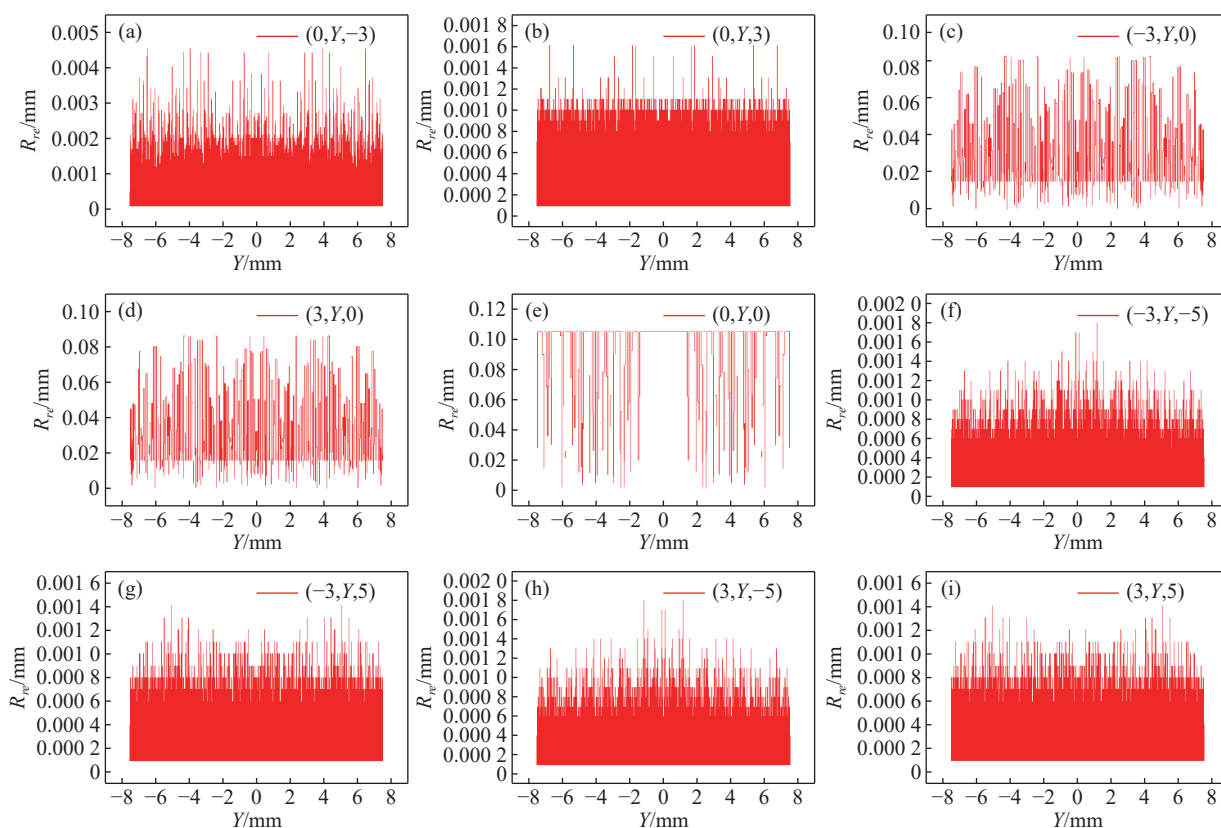 (a) (0,Y,−3)
0.005
0.004
0.003
0.002
0.001
0
R_re/mm
−8 −6 −4 −2 0 2 4 6 8
Y/mm
(b) (0,Y,3)
0.001 8
0.001 6
0.001 4
0.001 2
0.001 0
0.000 8
0.000 6
0.000 4
0.000 2
0
R_re/mm
−8 −6 −4 −2 0 2 4 6 8
Y/mm
(c) (−3,Y,0)
0.10
0.08
0.06
0.04
0.02
0
R_re/mm
−8 −6 −4 −2 0 2 4 6 8
Y/mm
(d) (3,Y,0)
0.10
0.08
0.06
0.04
0.02
0
R_re/mm
−8 −6 −4 −2 0 2 4 6 8
Y/mm
(e) (0,Y,0)
0.12
0.10
0.08
0.06
0.04
0.02
0
R_re/mm
−8 −6 −4 −2 0 2 4 6 8
Y/mm
(f) (−3,Y,−5)
0.002 0
0.001 8
0.001 6
0.001 4
0.001 2
0.001 0
0.000 8
0.000 6
0.000 4
0.000 2
0
R_re/mm
−8 −6 −4 −2 0 2 4 6 8
Y/mm
(g) (−3,Y,5)
0.001 6
0.001 4
0.001 2
0.001 0
0.000 8
0.000 6
0.000 4
0.000 2
0
R_re/mm
−8 −6 −4 −2 0 2 4 6 8
Y/mm
(h) (3,Y,−5)
0.002 0
0.001 8
0.001 6
0.001 4
0.001 2
0.001 0
0.000 8
0.000 6
0.000 4
0.000 2
0
R_re/mm
−8 −6 −4 −2 0 2 4 6 8
Y/mm
(i) (3,Y,5)
0.001 6
0.001 4
0.001 2
0.001 0
0.000 8
0.000 6
0.000 4
0.000 2
0
R_re/mm
−8 −6 −4 −2 0 2 4 6 8
Y/mm